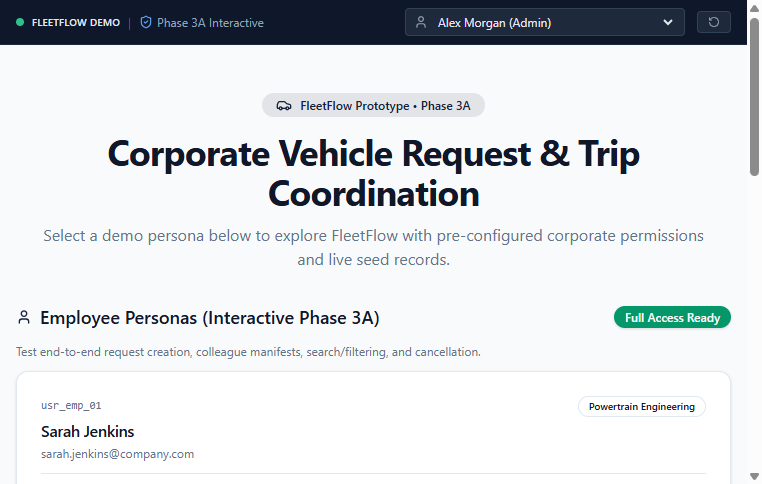 FLEETFLOW DEMO | Phase 3A Interactive
Alex Morgan (Admin)
FleetFlow Prototype • Phase 3A
Corporate Vehicle Request & Trip
Coordination
Select a demo persona below to explore FleetFlow with pre-configured corporate permissions
and live seed records.
Employee Personas (Interactive Phase 3A)
Full Access Ready
Test end-to-end request creation, colleague manifests, search/filtering, and cancellation.
usr_emp_01
Powertrain Engineering
Sarah Jenkins
sarah.jenkins@company.com